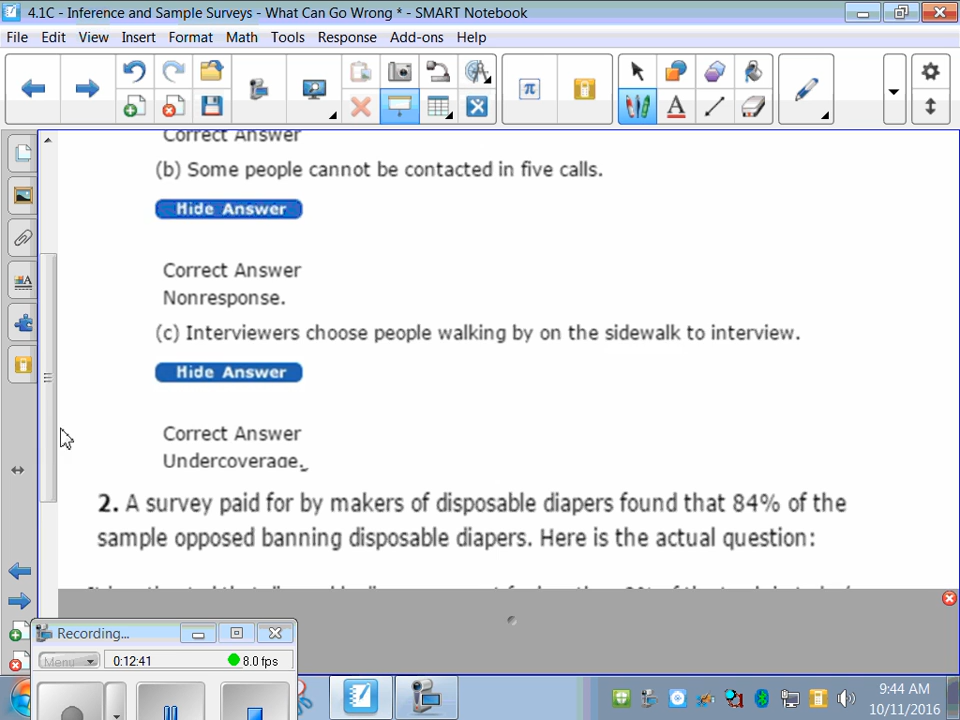 4.1C - Inference and Sample Surveys - What Can Go Wrong * - SMART Notebook
File Edit View Insert Format Math Tools Response Add-ons Help
Correct Answer
(b) Some people cannot be contacted in five calls.
Hide Answer
Correct Answer
Nonresponse.
(c) Interviewers choose people walking by on the sidewalk to interview.
Hide Answer
Correct Answer
Undercoverage.
2. A survey paid for by makers of disposable diapers found that 84% of the
sample opposed banning disposable diapers. Here is the actual question:
Recording...
Menu 0:12:41 8.0 fps
9:44 AM
10/11/2016